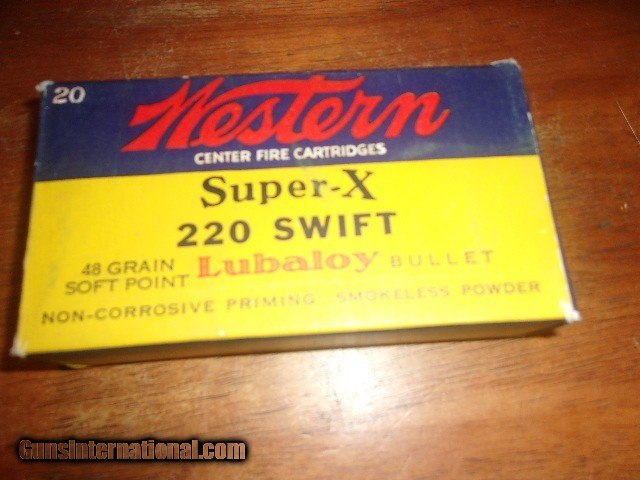 20
Western
CENTER FIRE CARTRIDGES
Super-X
220 SWIFT
48 GRAIN
SOFT POINT
Lubaloy BULLET
NON-CORROSIVE PRIMING. SMOKELESS POWDER
GunsInternational.com